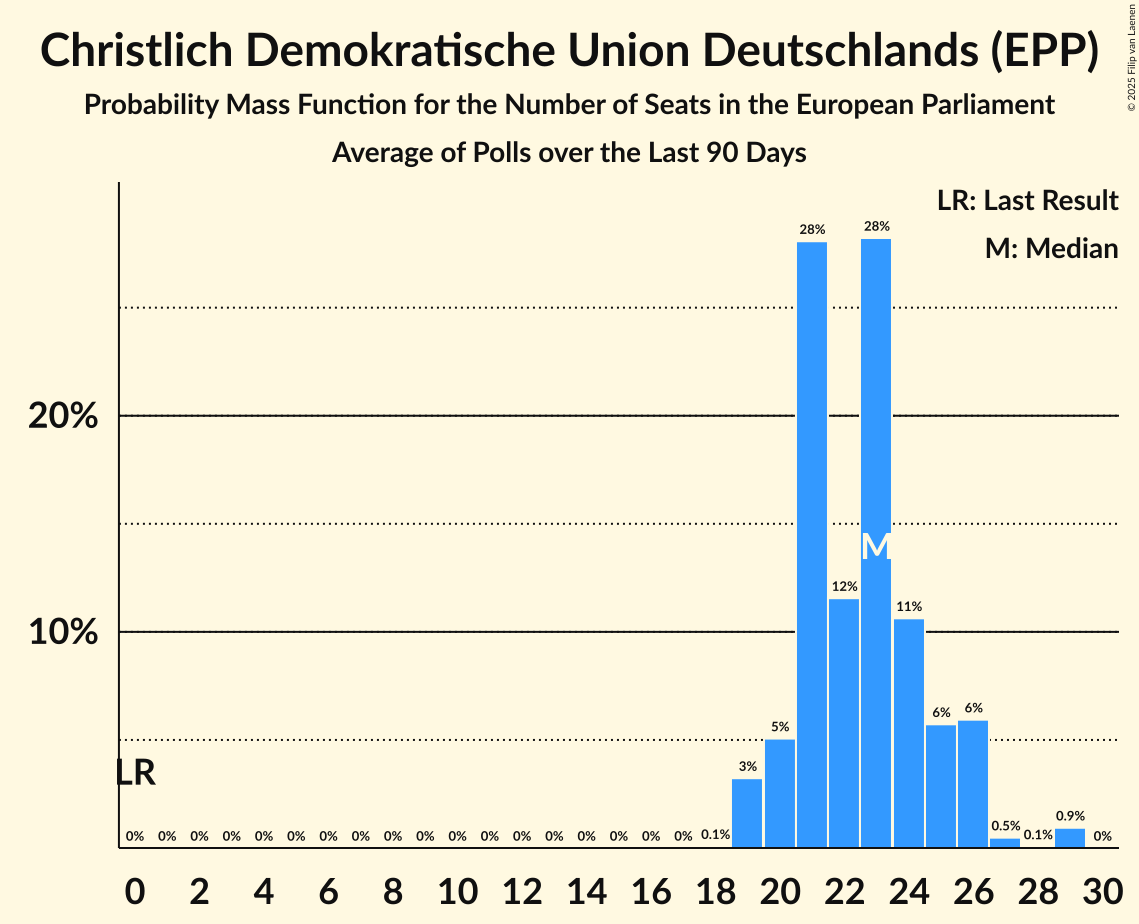 Christlich Demokratische Union Deutschlands (EPP)
Probability Mass Function for the Number of Seats in the European Parliament
Average of Polls over the Last 90 Days
© 2025 Filip van Laenen
LR: Last Result
M: Median
28% 28%
20%
M
12% 11%
10%
6% 6%
5%
LR
3%
0% 0% 0% 0% 0% 0% 0% 0% 0% 0% 0% 0% 0% 0% 0% 0% 0% 0% 0.1% 0.5% 0.1% 0.9% 0%
0 2 4 6 8 10 12 14 16 18 20 22 24 26 28 30